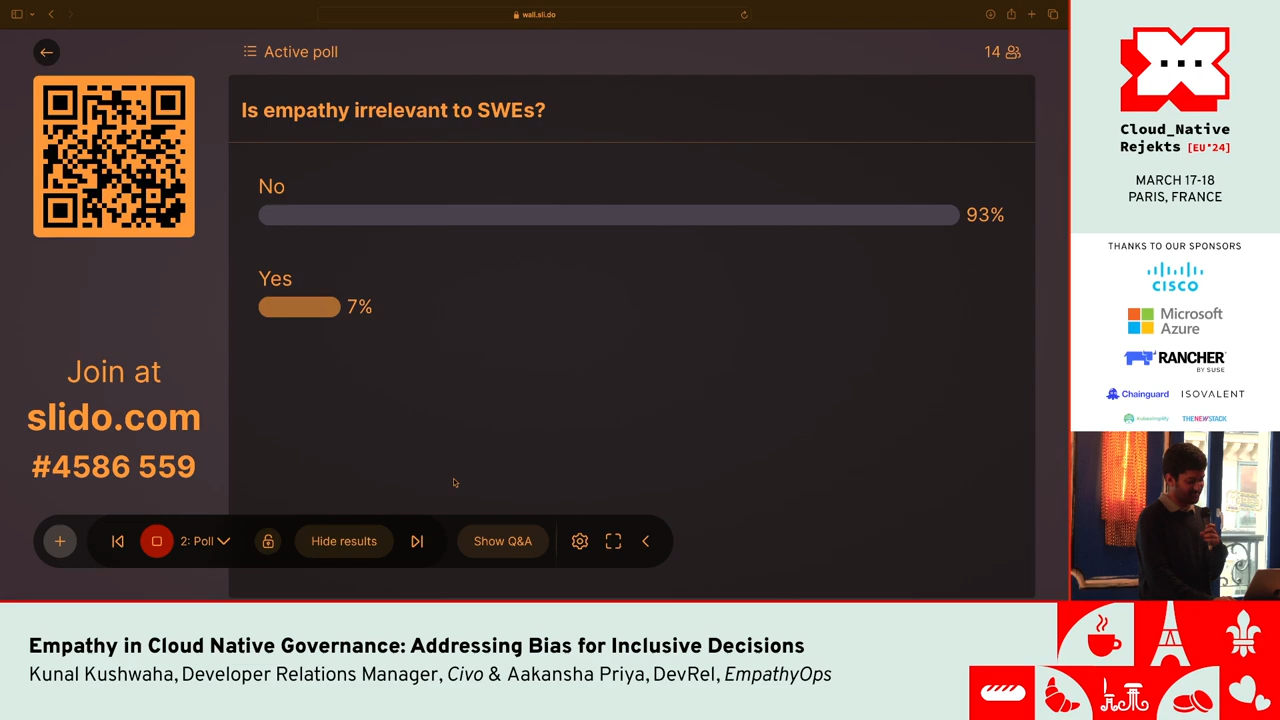 wall.sli.do
Active poll
14
Is empathy irrelevant to SWEs?
No
93%
Yes
7%
Join at
slido.com
#4586 559
2: Poll
Hide results
Show Q&A
Cloud_Native
Rejekts [EU'24]
MARCH 17-18
PARIS, FRANCE
THANKS TO OUR SPONSORS
CISCO
Microsoft
Azure
RANCHER
BY SUSE
Chainguard
ISOVALENT
Kubesimplify
THENEWSTACK
Empathy in Cloud Native Governance: Addressing Bias for Inclusive Decisions
Kunal Kushwaha, Developer Relations Manager, Civo & Aakansha Priya, DevRel, EmpathyOps